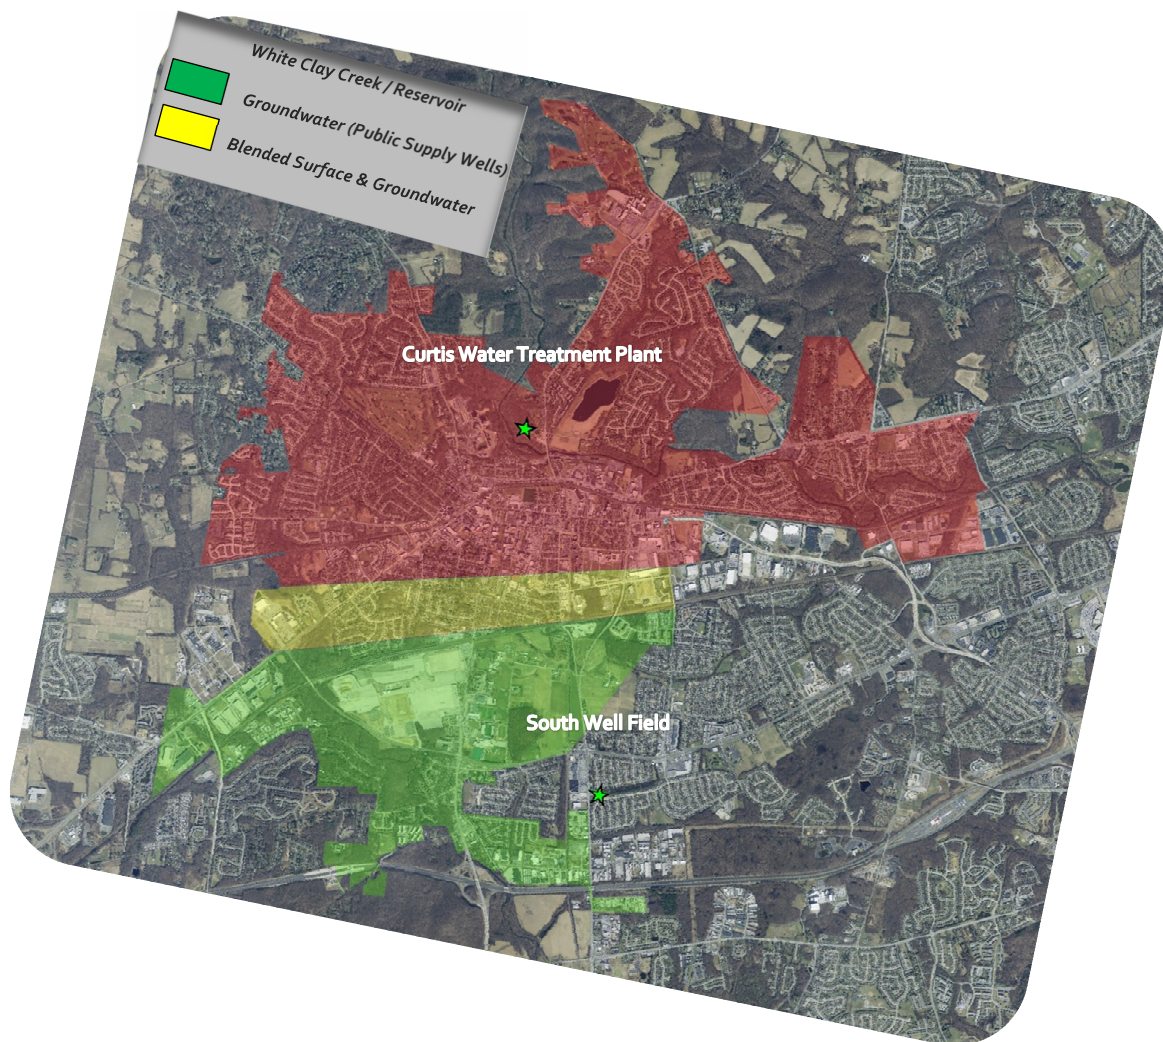 White Clay Creek / Reservoir
Groundwater (Public Supply Wells)
Blended Surface & Groundwater
Curtis Water Treatment Plant
South Well Field